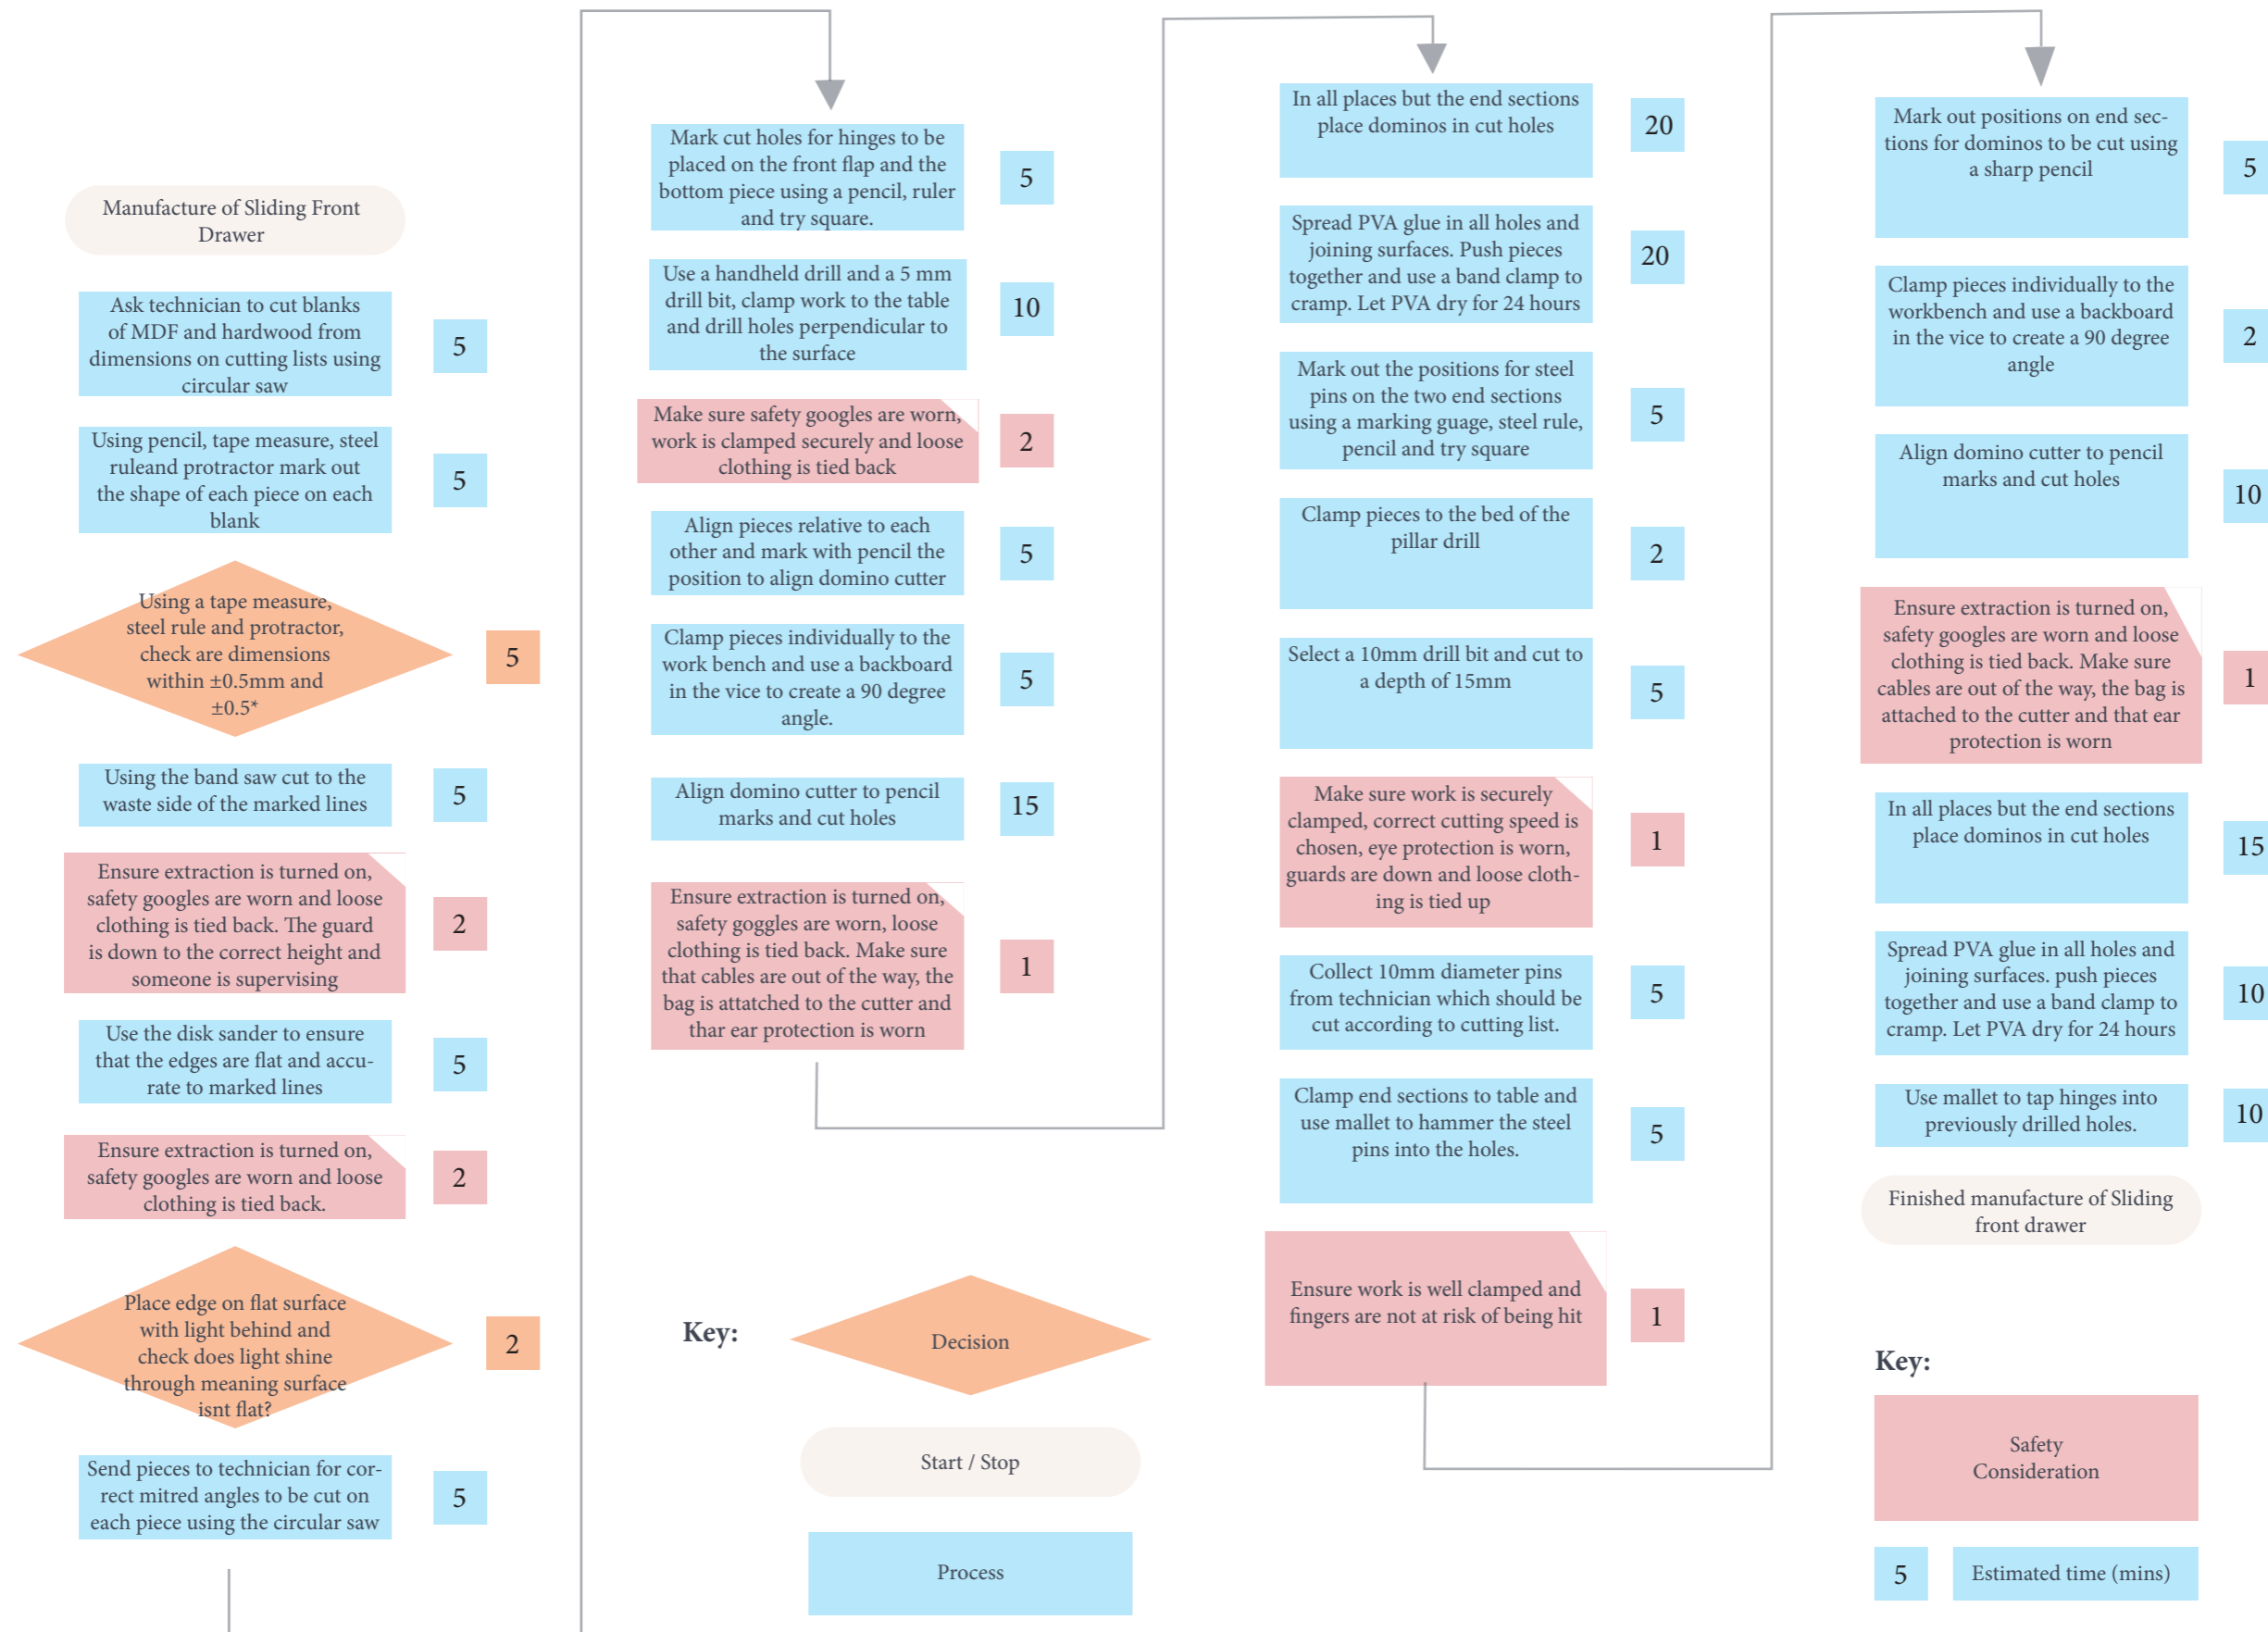 Manufacture of Sliding Front
Drawer
Ask technician to cut blanks
of MDF and hardwood from
dimensions on cutting lists using
circular saw
5
Using pencil, tape measure, steel
ruleand protractor mark out
the shape of each piece on each
blank
5
Using a tape measure,
steel rule and protractor,
check are dimensions
within ±0.5mm and
±0.5*
5
Using the band saw cut to the
waste side of the marked lines
5
Ensure extraction is turned on,
safety googles are worn and loose
clothing is tied back. The guard
is down to the correct height and
someone is supervising
2
Use the disk sander to ensure
that the edges are flat and accu-
rate to marked lines
5
Ensure extraction is turned on,
safety googles are worn and loose
clothing is tied back.
2
Place edge on flat surface
with light behind and
check does light shine
through meaning surface
isnt flat?
2
Send pieces to technician for cor-
rect mitred angles to be cut on
each piece using the circular saw
5
Mark cut holes for hinges to be
placed on the front flap and the
bottom piece using a pencil, ruler
and try square.
5
Use a handheld drill and a 5 mm
drill bit, clamp work to the table
and drill holes perpendicular to
the surface
10
Make sure safety googles are worn,
work is clamped securely and loose
clothing is tied back
2
Align pieces relative to each
other and mark with pencil the
position to align domino cutter
5
Clamp pieces individually to the
work bench and use a backboard
in the vice to create a 90 degree
angle.
5
Align domino cutter to pencil
marks and cut holes
15
Ensure extraction is turned on,
safety goggles are worn, loose
clothing is tied back. Make sure
that cables are out of the way, the
bag is attatched to the cutter and
thar ear protection is worn
1
Key:
Decision
Start / Stop
Process
In all places but the end sections
place dominos in cut holes
20
Spread PVA glue in all holes and
joining surfaces. Push pieces
together and use a band clamp to
cramp. Let PVA dry for 24 hours
20
Mark out the positions for steel
pins on the two end sections
using a marking guage, steel rule,
pencil and try square
5
Clamp pieces to the bed of the
pillar drill
2
Select a 10mm drill bit and cut to
a depth of 15mm
5
Make sure work is securely
clamped, correct cutting speed is
chosen, eye protection is worn,
guards are down and loose cloth-
ing is tied up
1
Collect 10mm diameter pins
from technician which should be
cut according to cutting list.
5
Clamp end sections to table and
use mallet to hammer the steel
pins into the holes.
5
Ensure work is well clamped and
fingers are not at risk of being hit
1
Mark out positions on end sec-
tions for dominos to be cut using
a sharp pencil
5
Clamp pieces individually to the
workbench and use a backboard
in the vice to create a 90 degree
angle
2
Align domino cutter to pencil
marks and cut holes
10
Ensure extraction is turned on,
safety googles are worn and loose
clothing is tied back. Make sure
cables are out of the way, the bag is
attached to the cutter and that ear
protection is worn
1
In all places but the end sections
place dominos in cut holes
15
Spread PVA glue in all holes and
joining surfaces. push pieces
together and use a band clamp to
cramp. Let PVA dry for 24 hours
10
Use mallet to tap hinges into
previously drilled holes.
10
Finished manufacture of Sliding
front drawer
Key:
Safety
Consideration
5
Estimated time (mins)